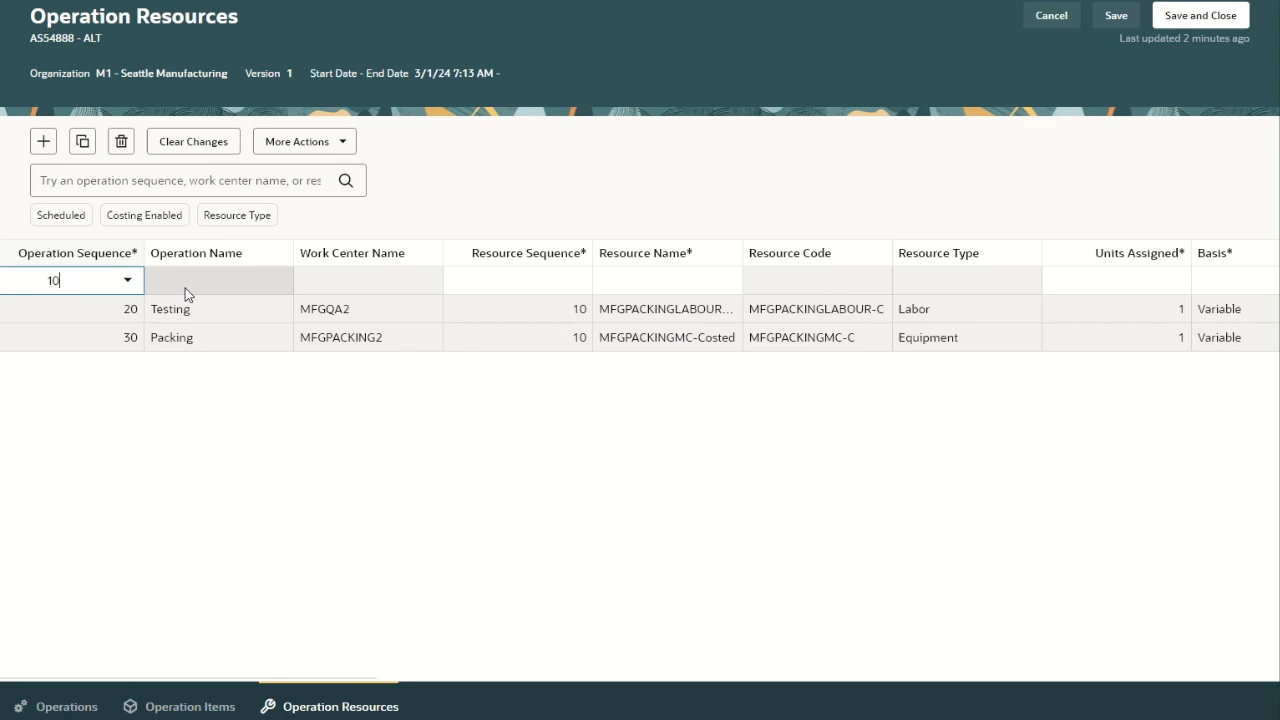 Operation Resources
Cancel Save Save and Close
AS54888 - ALT
Last updated 2 minutes ago
Organization M1 - Seattle Manufacturing Version 1 Start Date - End Date 3/1/24 7:13 AM -
Clear Changes More Actions
Try an operation sequence, work center name, or res
Scheduled Costing Enabled Resource Type
Operation Sequence* Operation Name Work Center Name Resource Sequence* Resource Name* Resource Code Resource Type Units Assigned* Basis*
10
20 Testing MFGQA2 10 MFGPACKINGLABOUR... MFGPACKINGLABOUR-C Labor 1 Variable
30 Packing MFGPACKING2 10 MFGPACKINGMC-Costed MFGPACKINGMC-C Equipment 1 Variable
Operations Operation Items Operation Resources